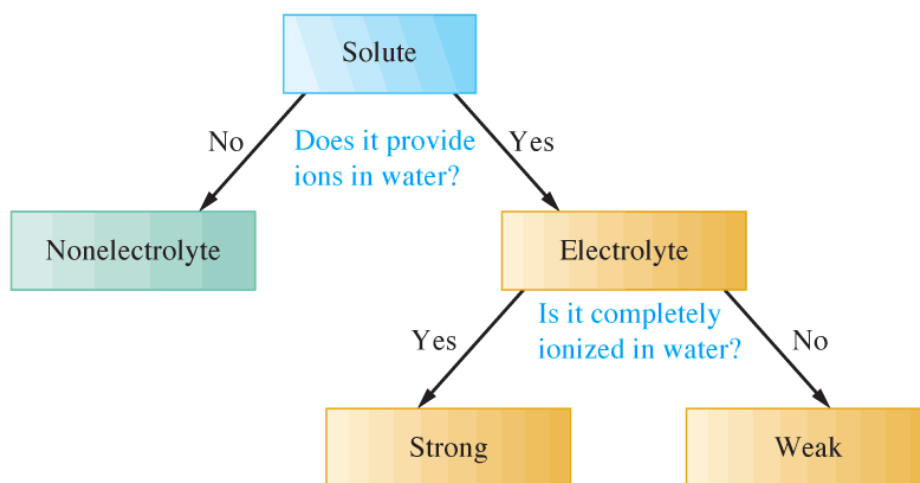 Solute
No
Does it provide
ions in water?
Yes
Nonelectrolyte
Electrolyte
Yes
Is it completely
ionized in water?
No
Strong
Weak